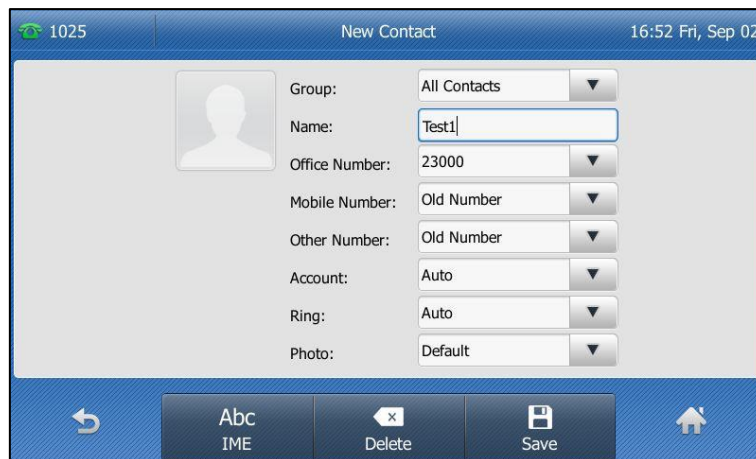 1025 New Contact 16:52 Fri, Sep 02
Group: All Contacts
Name: Test1
Office Number: 23000
Mobile Number: Old Number
Other Number: Old Number
Account: Auto
Ring: Auto
Photo: Default
Abc
IME Delete Save